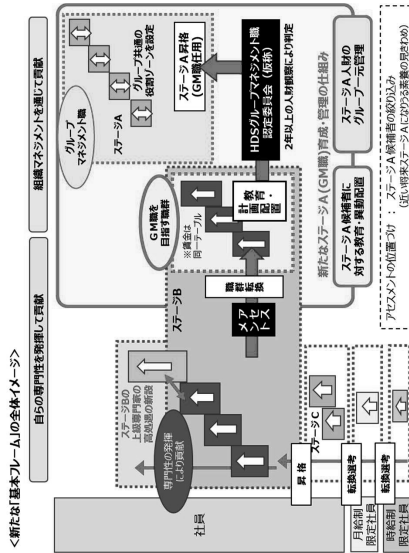 <新たな「基本フレーム」の全体イメージ>
自らの専門性を発揮して貢献
組織マネジメントを通じて貢献
グループ
マネジメント職
ステージA
グループ共通の
役割ゾーンを設定
ステージA昇格
(GM職任用)
HDSグループマネジメント職
認定委員会(仮称)
2年以上の人財観察により判定
GM職を
目指す職群
※賃金は
同一テーブル
教育・
計画
配置
新たなステージA(GM職)育成・管理の仕組み
ステージA候補者に
対する教育・異動配置
ステージA人財の
グループ一元管理
ステージB
職群転換
アセス
メント
ステージBの
上級専門家の
高処遇の新設
専門性の発揮
により貢献
社員
昇格
ステージC
転換選考
月給制
限定社員
転換選考
時給制
限定社員
アセスメントの位置づけ : ステージA候補者の絞り込み
(近い将来ステージAになりうる素養の見きわめ)